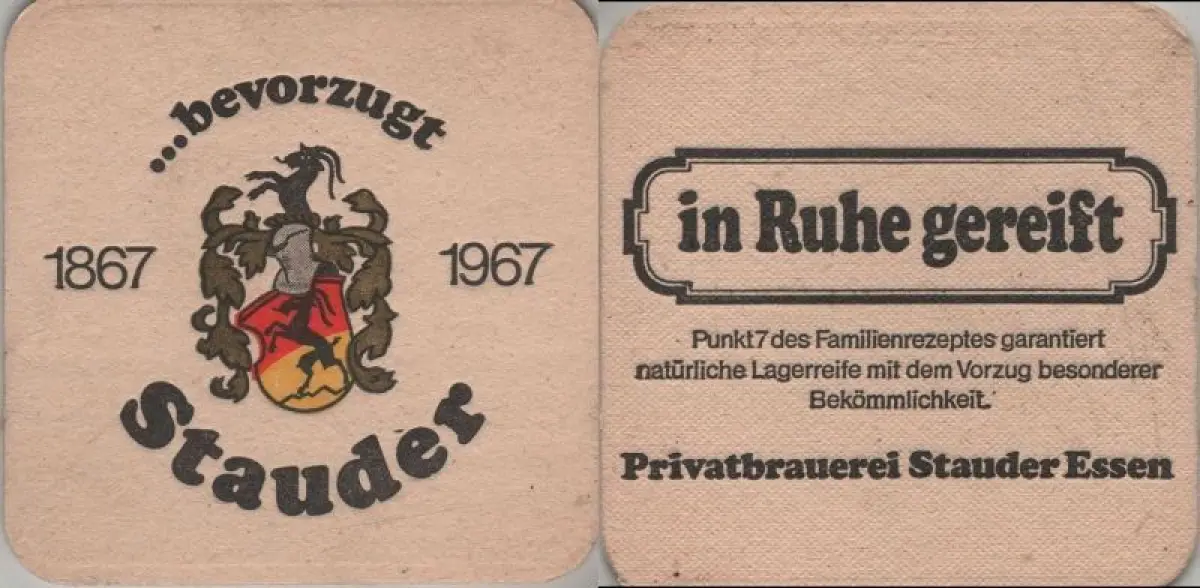 ...bevorzugt
1867 1967
Stauder
in Ruhe gereift
Punkt 7 des Familienrezeptes garantiert
natürliche Lagerreife mit dem Vorzug besonderer
Bekömmlichkeit.
Privatbrauerei Stauder Essen